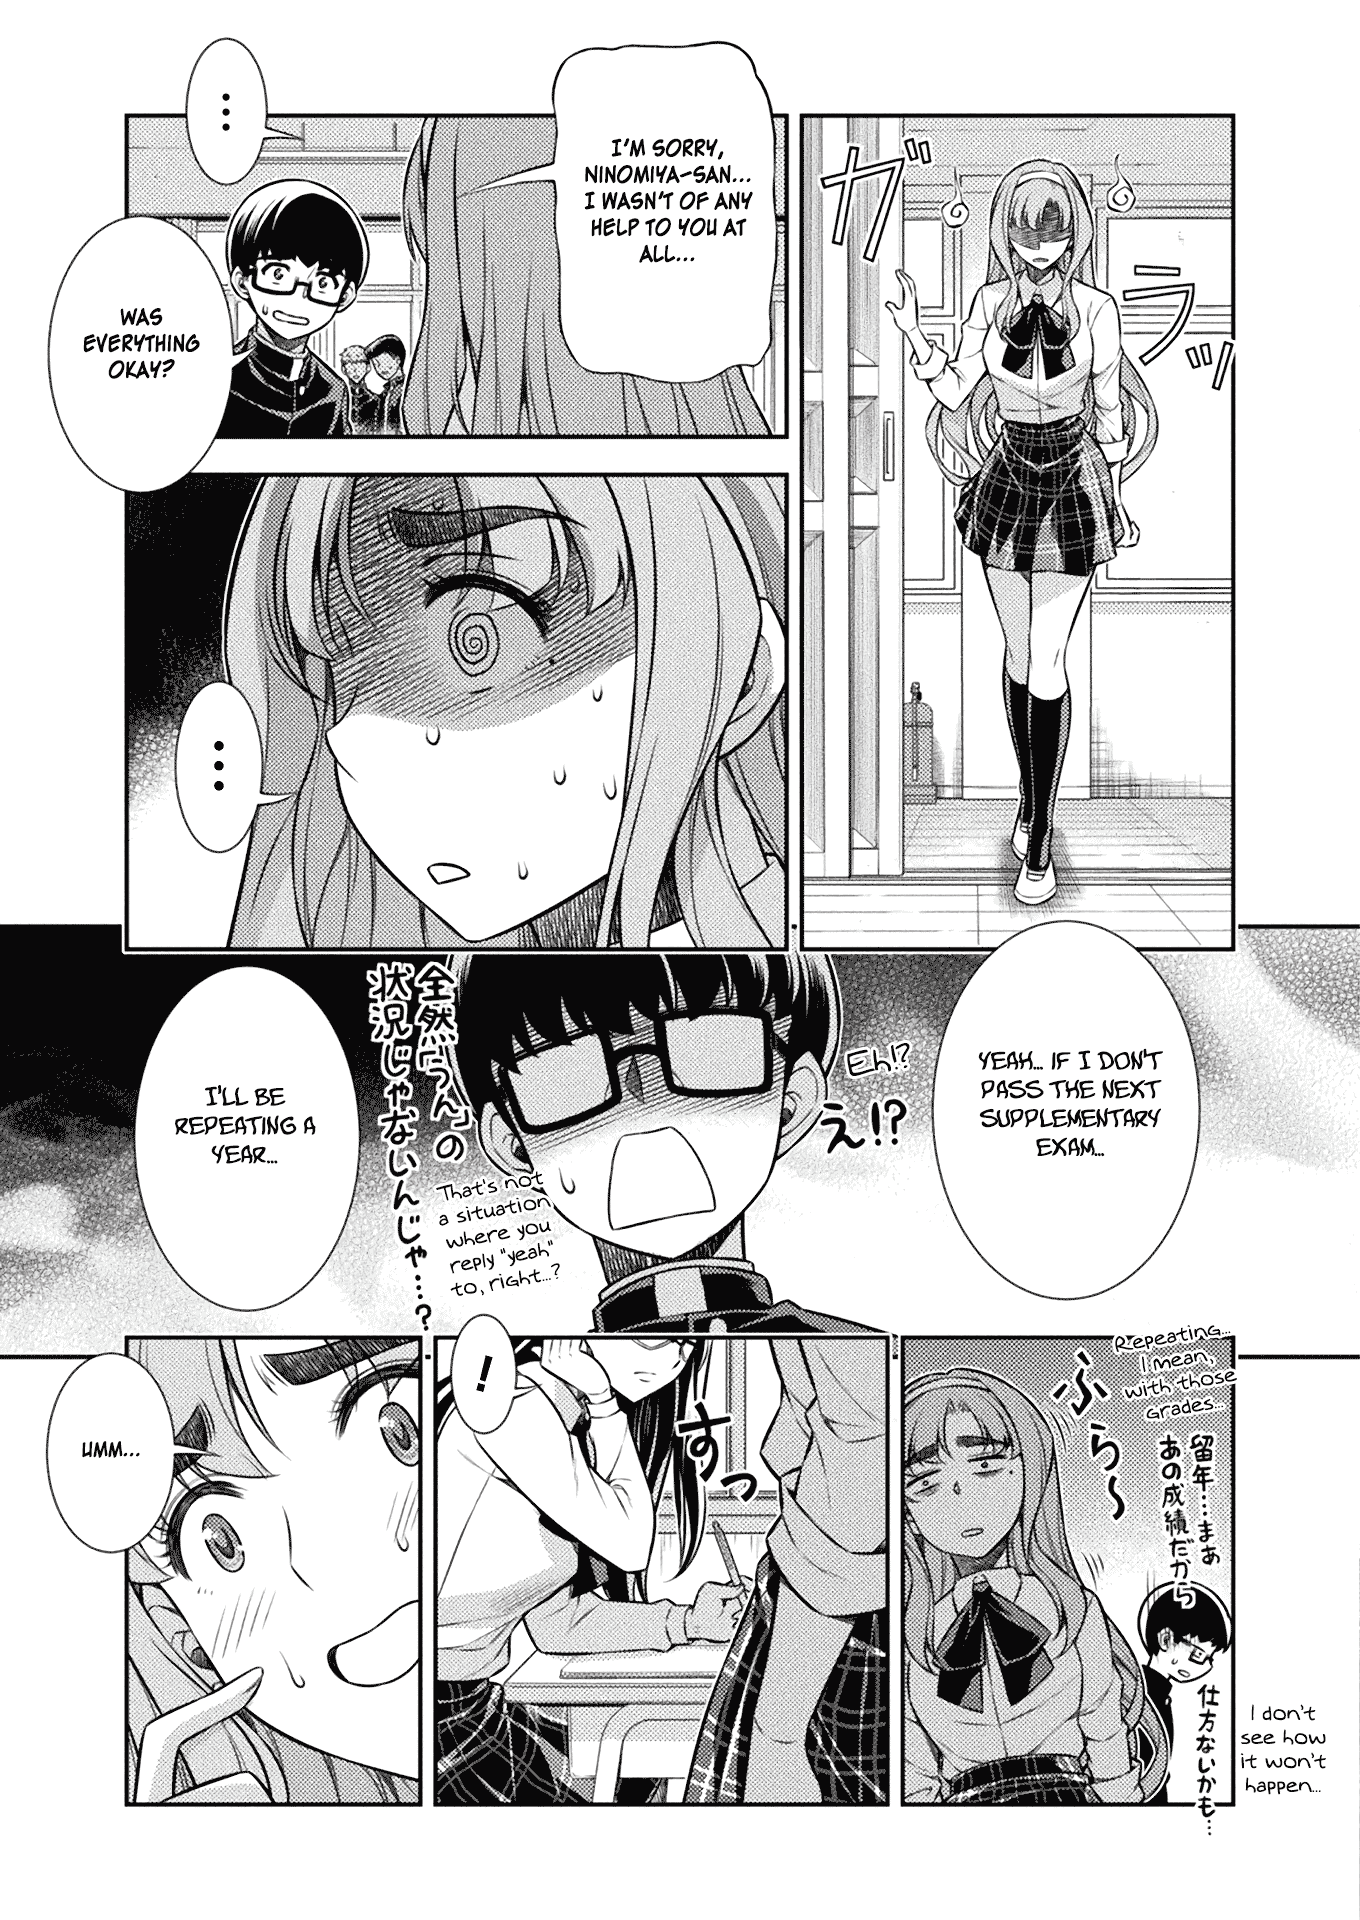 ガ
ラ
ッ
I'M SORRY,
NINOMIYA-SAN...
I WASN'T OF ANY
HELP TO YOU AT
ALL...
...
WAS
EVERYTHING
OKAY?
...
YEAH... IF I DON'T
PASS THE NEXT
SUPPLEMENTARY
EXAM...
Eh!?
え!?
I'LL BE
REPEATING A
YEAR...
全然「うん」の
状況じゃないんじゃ…?
That's not
a situation
where you
reply "yeah"
to, right...?
Repeating...
I mean,
with those
grades...
ふら〜
留年…まぁ
あの成績だから
仕方ないかも…
I don't
see how
it won't
happen...
!
すっ
UMM...